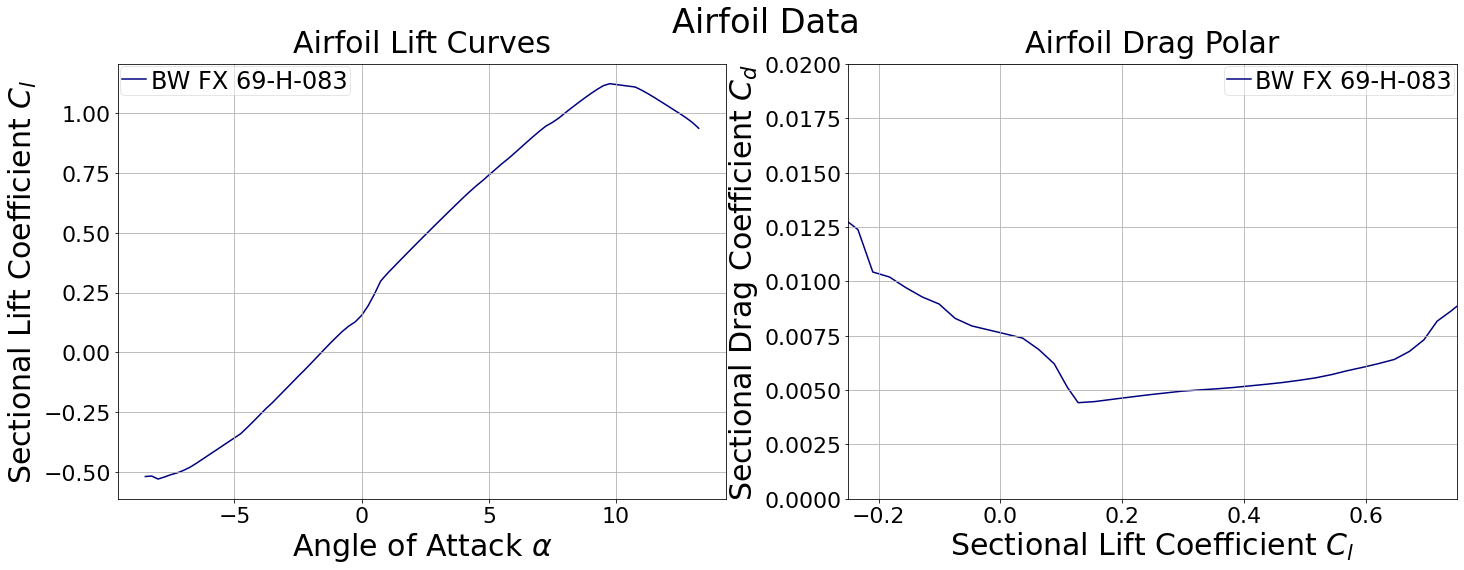 Airfoil Data
Airfoil Lift Curves
BW FX 69-H-083
Sectional Lift Coefficient C_l
1.00
0.75
0.50
0.25
0.00
−0.25
−0.50
−5 0 5 10
Angle of Attack α
Airfoil Drag Polar
BW FX 69-H-083
Sectional Drag Coefficient C_d
0.0200
0.0175
0.0150
0.0125
0.0100
0.0075
0.0050
0.0025
0.0000
−0.2 0.0 0.2 0.4 0.6
Sectional Lift Coefficient C_l